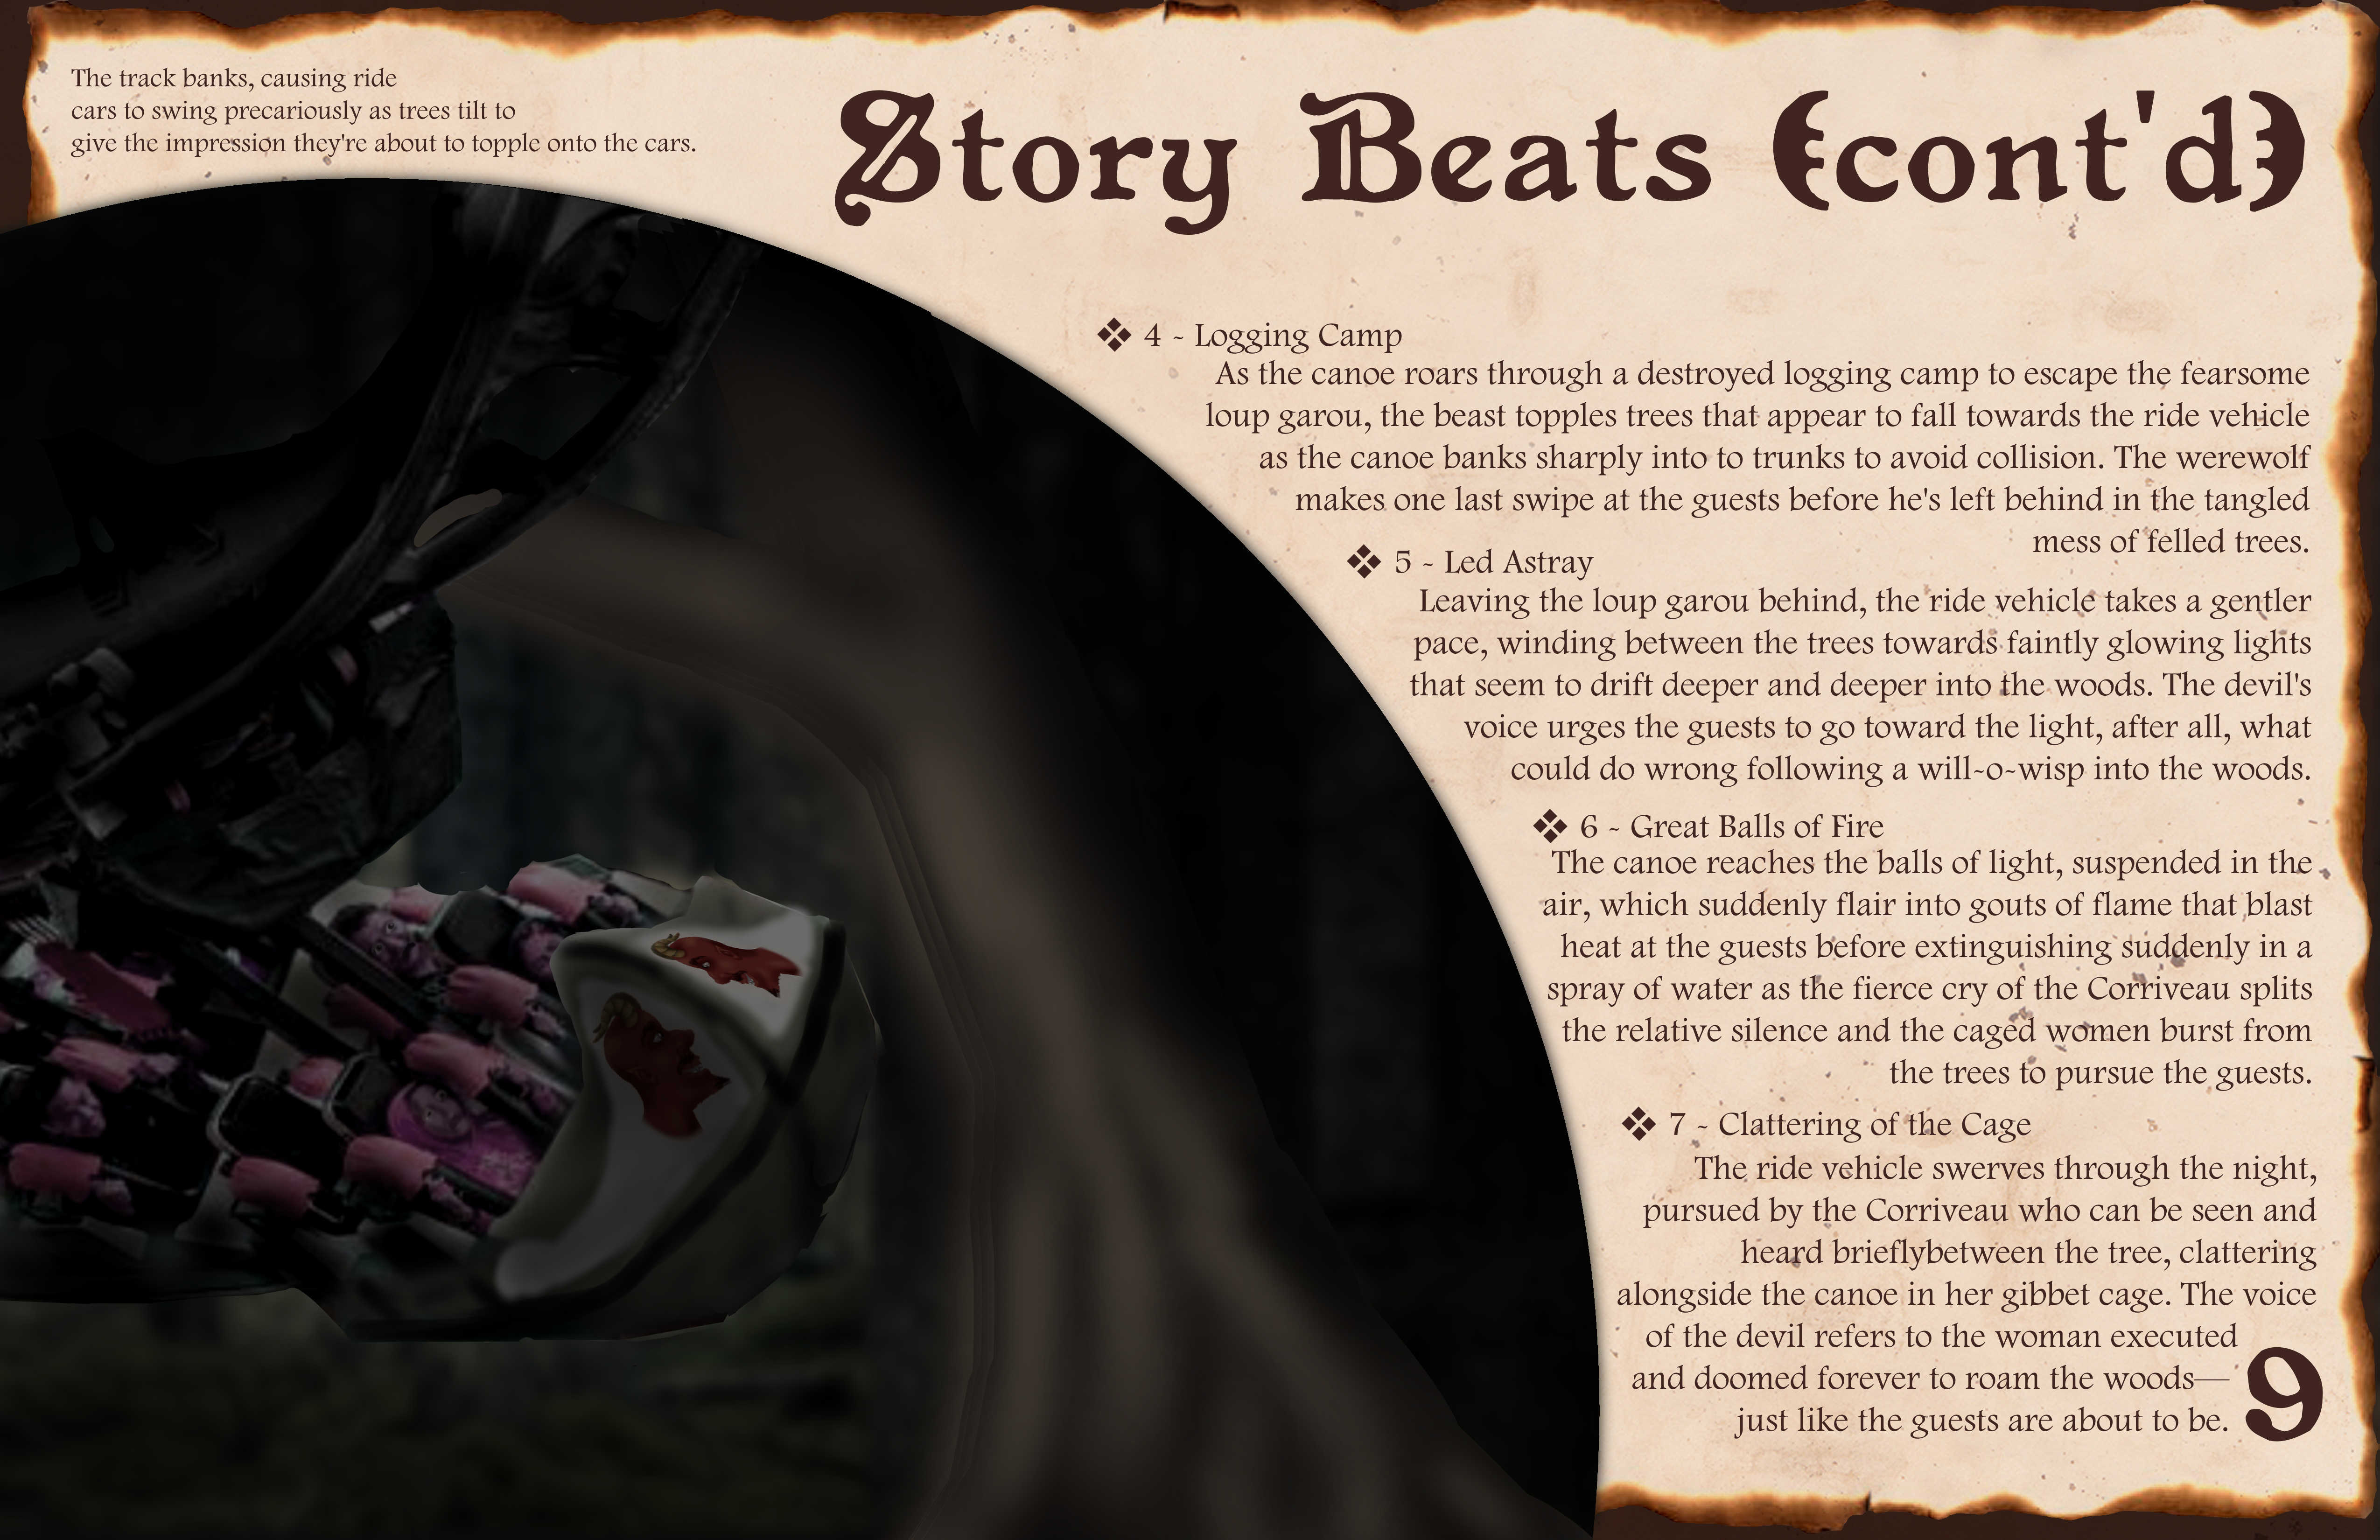 The track banks, causing ride
cars to swing precariously as trees tilt to
give the impression they're about to topple onto the cars.
Story Beats (cont'd)
❖ 4 ~ Logging Camp
As the canoe roars through a destroyed logging camp to escape the fearsome
loup garou, the beast topples trees that appear to fall towards the ride vehicle
as the canoe banks sharply into to trunks to avoid collision. The werewolf
makes one last swipe at the guests before he's left behind in the tangled
mess of felled trees.
❖ 5 ~ Led Astray
Leaving the loup garou behind, the ride vehicle takes a gentler
pace, winding between the trees towards faintly glowing lights
that seem to drift deeper and deeper into the woods. The devil's
voice urges the guests to go toward the light, after all, what
could do wrong following a will-o-wisp into the woods.
❖ 6 ~ Great Balls of Fire
The canoe reaches the balls of light, suspended in the
air, which suddenly flair into gouts of flame that blast
heat at the guests before extinguishing suddenly in a
spray of water as the fierce cry of the Corriveau splits
the relative silence and the caged women burst from
the trees to pursue the guests.
❖ 7 ~ Clattering of the Cage
The ride vehicle swerves through the night,
pursued by the Corriveau who can be seen and
heard brieflybetween the tree, clattering
alongside the canoe in her gibbet cage. The voice
of the devil refers to the woman executed
and doomed forever to roam the woods—
just like the guests are about to be.
9